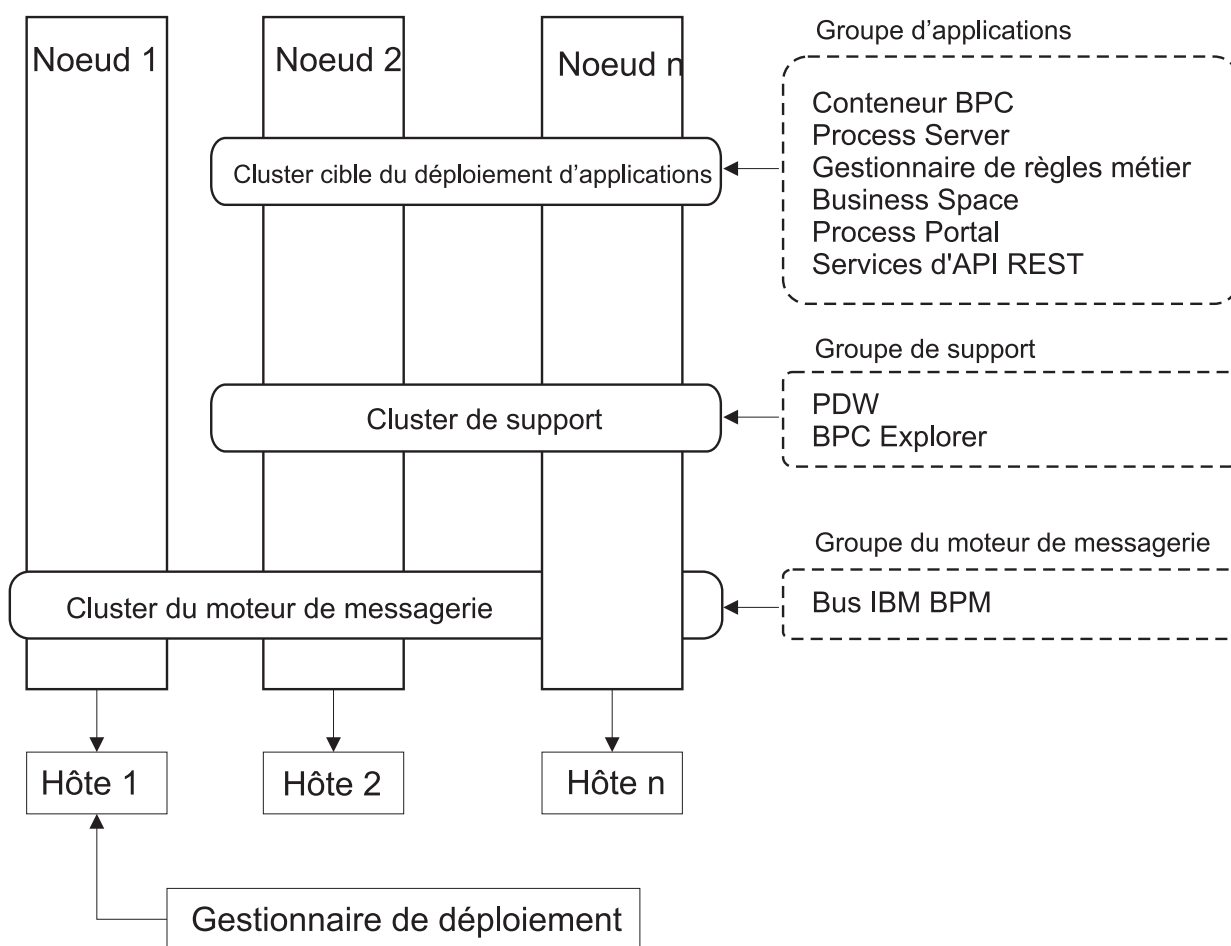 Noeud 1
Noeud 2
Noeud n
Groupe d’applications
Conteneur BPC
Process Server
Gestionnaire de règles métier
Business Space
Process Portal
Services d'API REST
Cluster cible du déploiement d’applications
Groupe de support
PDW
BPC Explorer
Cluster de support
Groupe du moteur de messagerie
Bus IBM BPM
Cluster du moteur de messagerie
Hôte 1
Hôte 2
Hôte n
Gestionnaire de déploiement